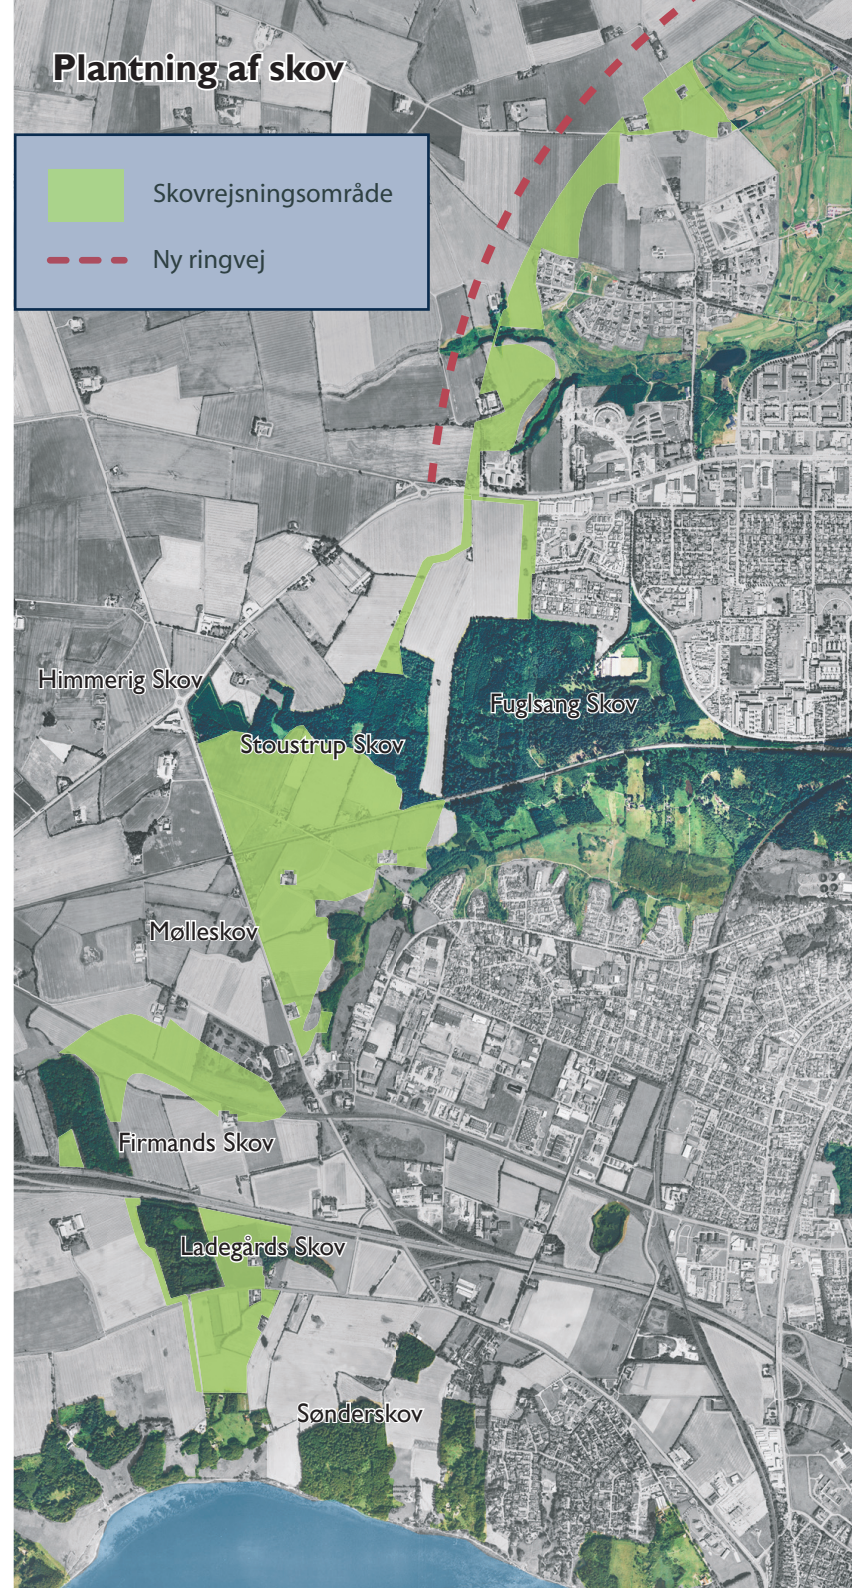 Plantning af skov
Skovrejsningsområde
Ny ringvej
Himmerig Skov
Fuglsang Skov
Stoustrup Skov
Mølleskov
Firmands Skov
Ladegårds Skov
Sønderskov